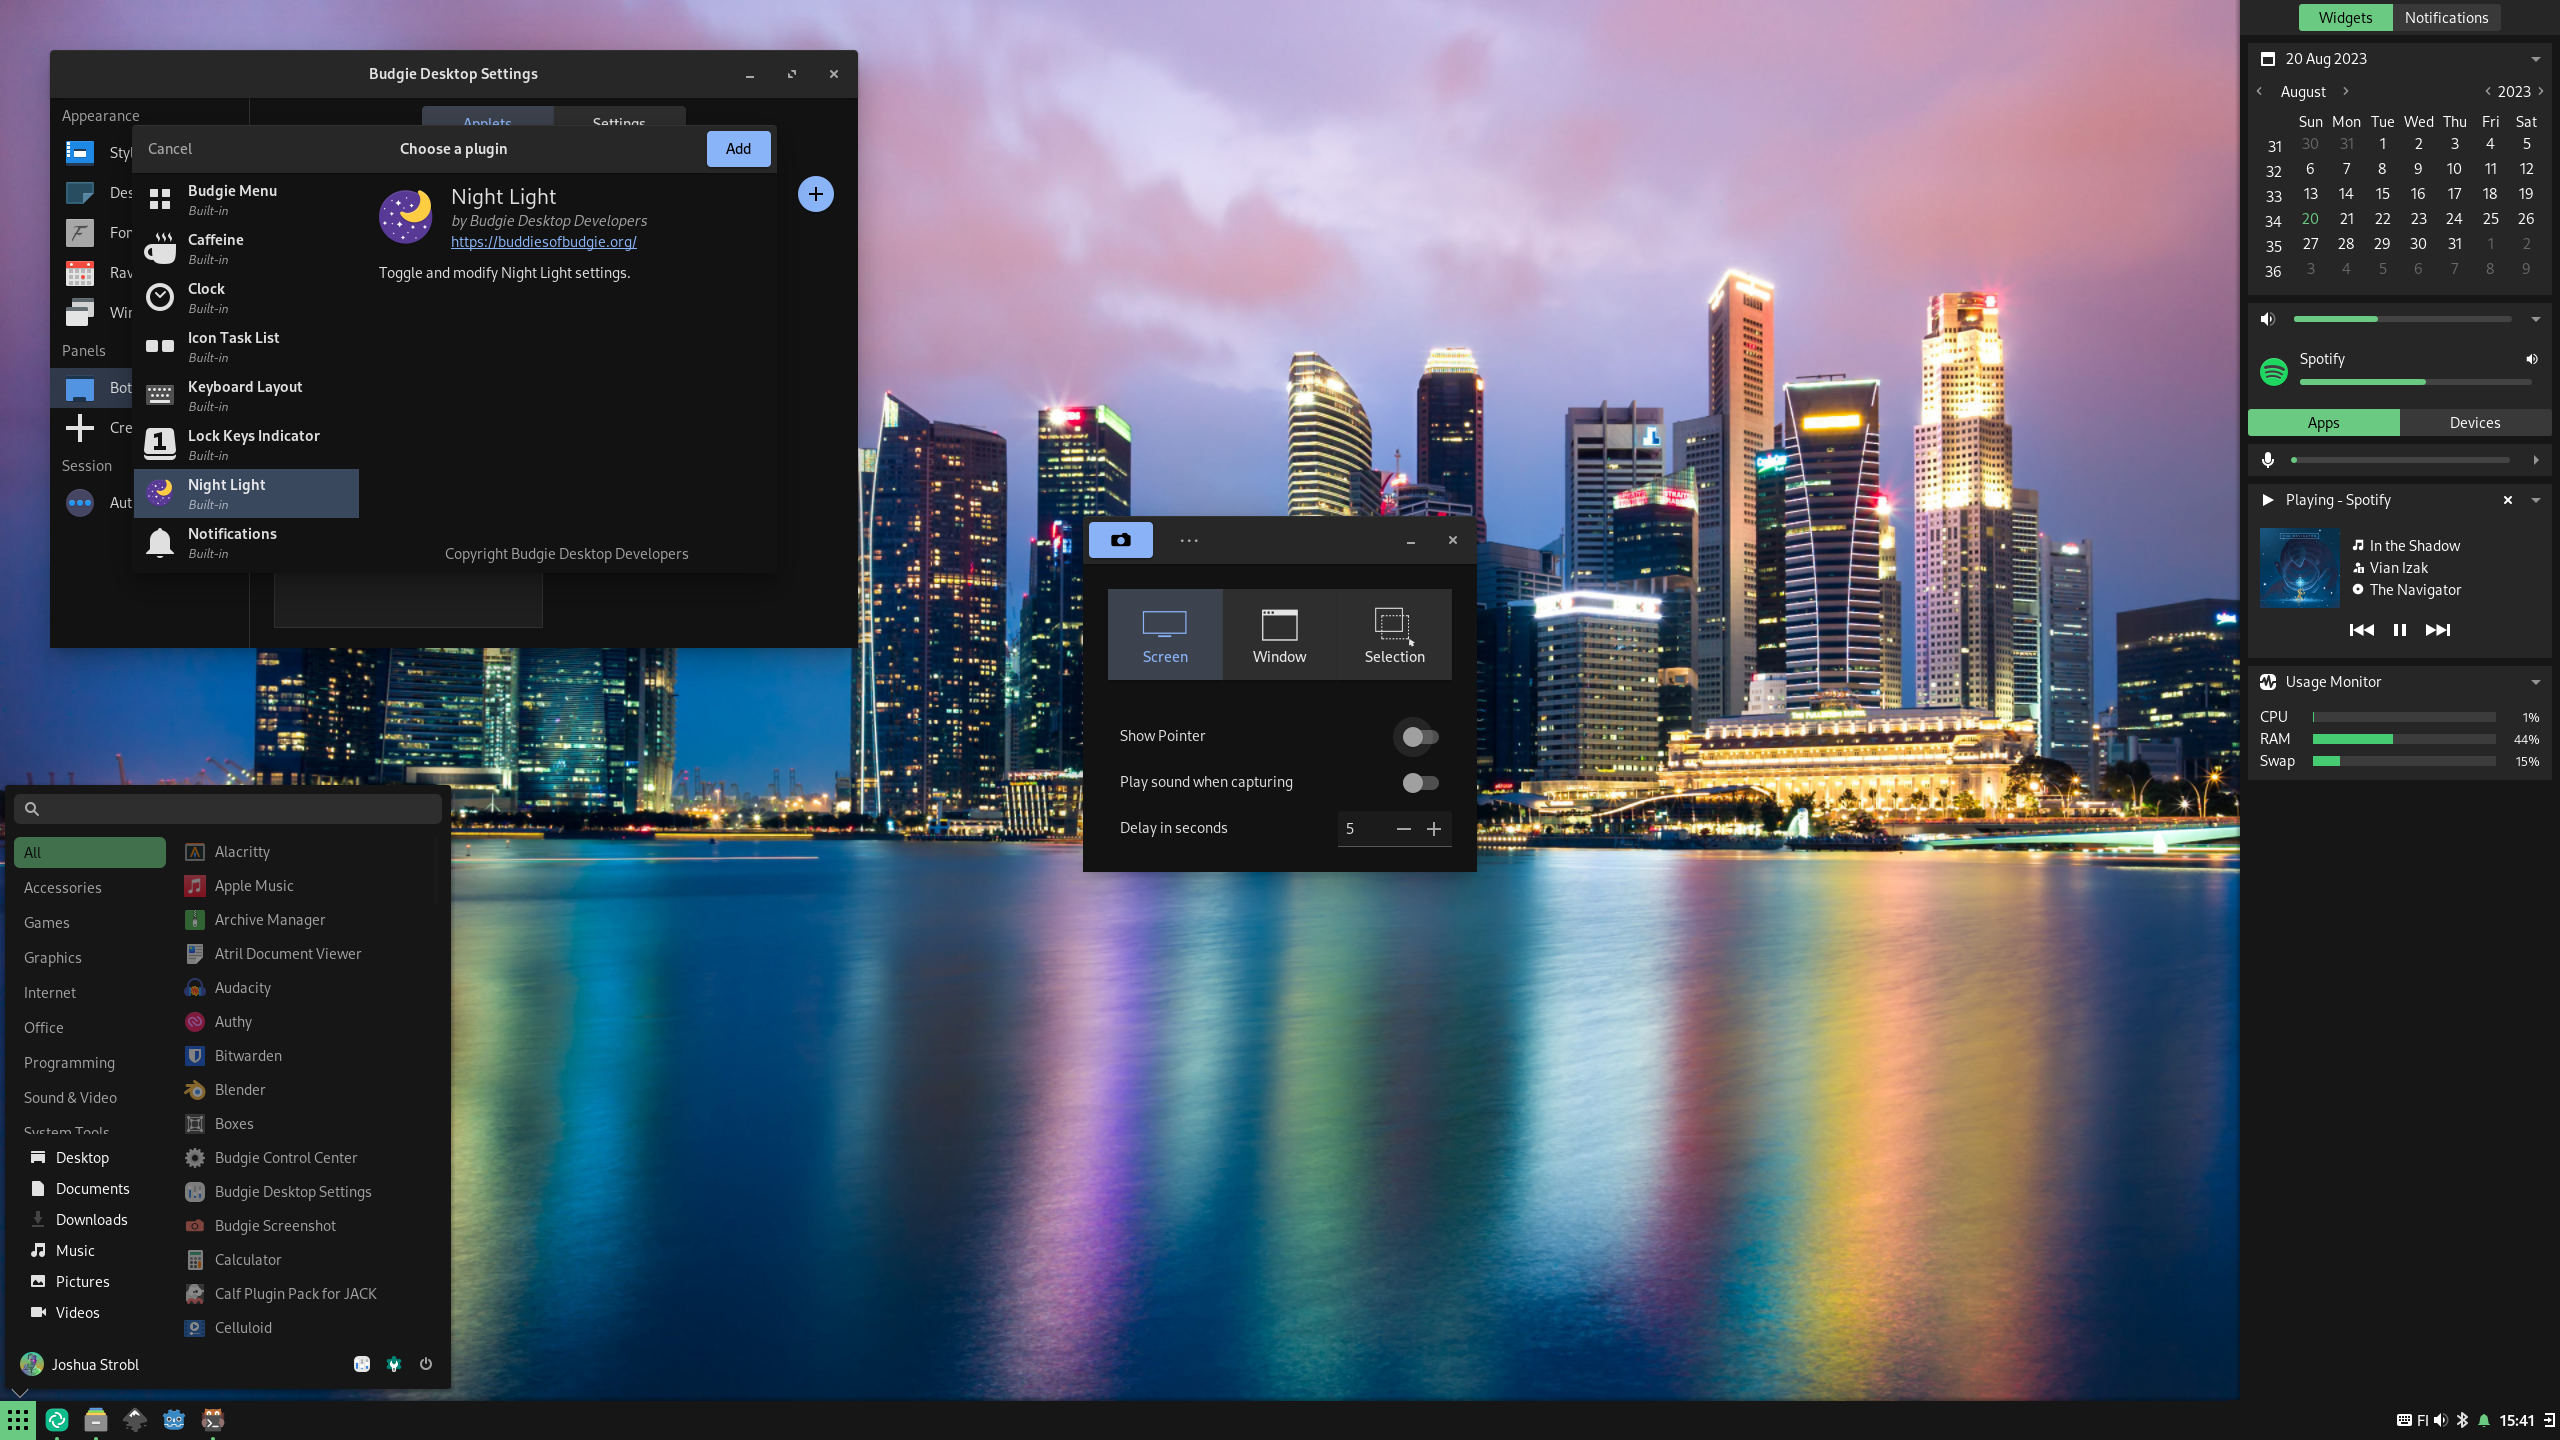 Budgie Desktop Settings
Appearance
Applets
Settings
Styl
Des
Fon
Rav
Win
Panels
Bot
Cre
Session
Aut
Cancel
Choose a plugin
Add
Budgie Menu
Built-in
Caffeine
Built-in
Clock
Built-in
Icon Task List
Built-in
Keyboard Layout
Built-in
Lock Keys Indicator
Built-in
Night Light
Built-in
Notifications
Built-in
Night Light
by Budgie Desktop Developers
https://buddiesofbudgie.org/
Toggle and modify Night Light settings.
Copyright Budgie Desktop Developers
Screen
Window
Selection
Show Pointer
Play sound when capturing
Delay in seconds
5
All
Accessories
Games
Graphics
Internet
Office
Programming
Sound & Video
System Tools
Desktop
Documents
Downloads
Music
Pictures
Videos
Alacritty
Apple Music
Archive Manager
Atril Document Viewer
Audacity
Authy
Bitwarden
Blender
Boxes
Budgie Control Center
Budgie Desktop Settings
Budgie Screenshot
Calculator
Calf Plugin Pack for JACK
Celluloid
Joshua Strobl
Widgets
Notifications
20 Aug 2023
August
2023
Sun Mon Tue Wed Thu Fri Sat
31 30 31 1 2 3 4 5
32 6 7 8 9 10 11 12
33 13 14 15 16 17 18 19
34 20 21 22 23 24 25 26
35 27 28 29 30 31 1 2
36 3 4 5 6 7 8 9
Spotify
Apps
Devices
Playing - Spotify
THE NAVIGATOR
In the Shadow
Vian Izak
The Navigator
Usage Monitor
CPU 1%
RAM 44%
Swap 15%
FI
15:41